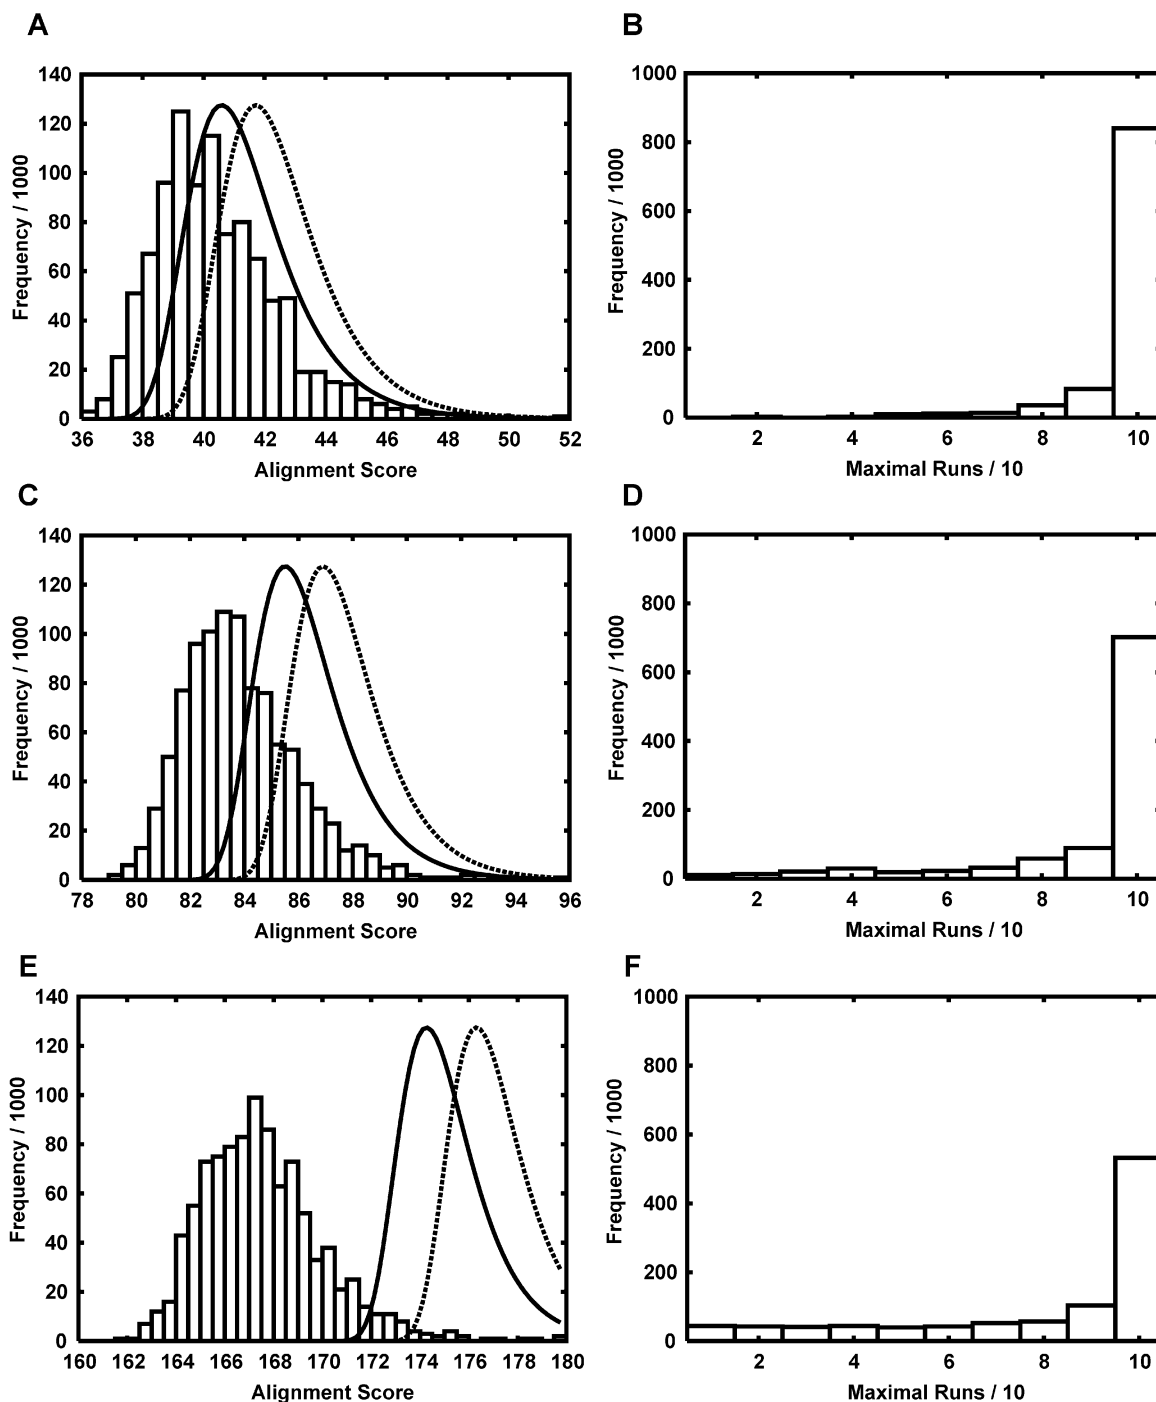 A
B
140
120
100
80
60
40
20
0
Frequency / 1000
36 38 40 42 44 46 48 50 52
Alignment Score
1000
800
600
400
200
0
Frequency / 1000
2 4 6 8 10
Maximal Runs / 10
C
D
140
120
100
80
60
40
20
0
Frequency / 1000
78 80 82 84 86 88 90 92 94 96
Alignment Score
1000
800
600
400
200
0
Frequency / 1000
2 4 6 8 10
Maximal Runs / 10
E
F
140
120
100
80
60
40
20
0
Frequency / 1000
160 162 164 166 168 170 172 174 176 178 180
Alignment Score
1000
800
600
400
200
0
Frequency / 1000
2 4 6 8 10
Maximal Runs / 10